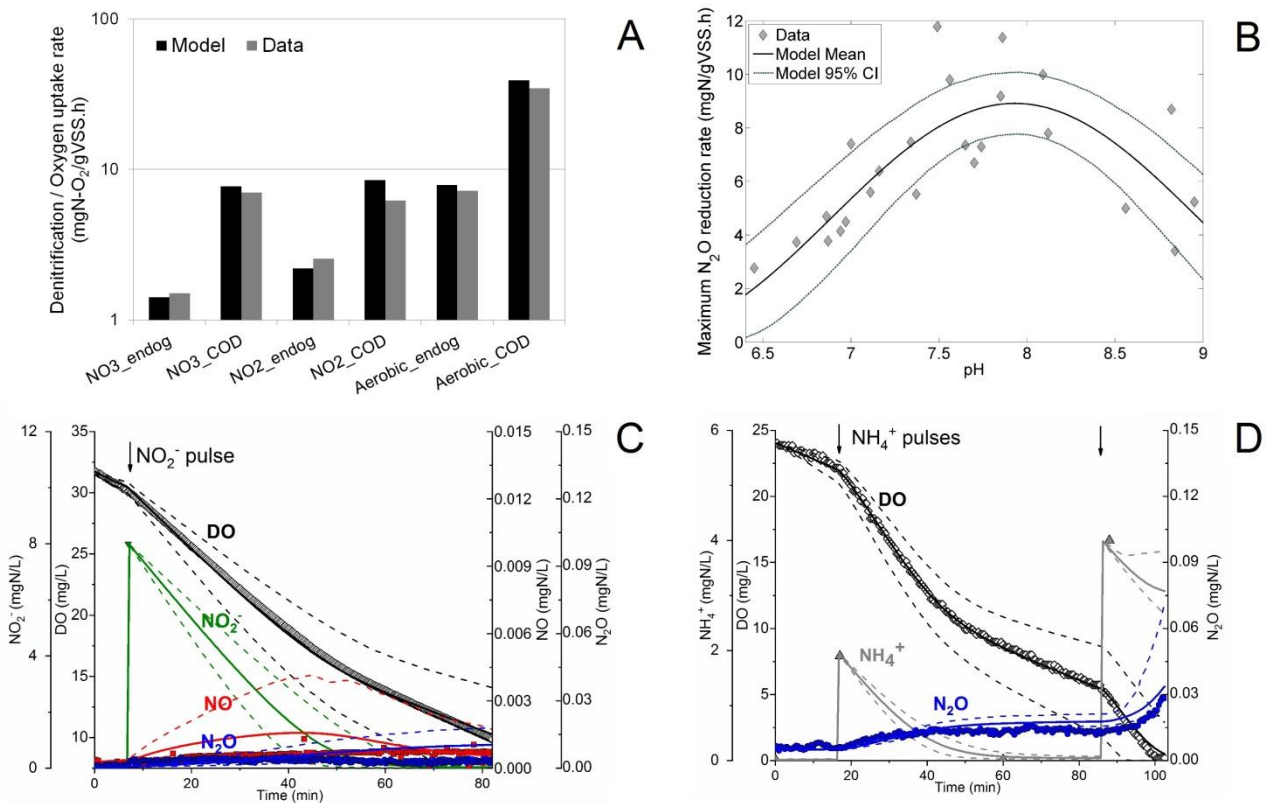 A
Model
Data
Denitrification / Oxygen uptake rate
(mgN-O₂/gVSS.h)
100
10
1
NO3_endog
NO3_COD
NO2_endog
NO2_COD
Aerobic_endog
Aerobic_COD
B
Data
Model Mean
Model 95% CI
Maximum N₂O reduction rate (mgN/gVSS.h)
12
10
8
6
4
2
0
6.5 7 7.5 8 8.5 9
pH
C
NO₂⁻ pulse
DO
NO₂
NO
N₂O
NO₂⁻ (mgN/L)
12
8
4
0
DO (mg/L)
35
30
25
20
15
10
NO (mgN/L)
0.015
0.012
0.009
0.006
0.003
0.000
N₂O (mgN/L)
0.15
0.12
0.09
0.06
0.03
0.00
0 20 40 60 80
Time (min)
D
NH₄⁺ pulses
DO
NH₄⁺
N₂O
NH₄⁺ (mgN/L)
6
4
2
0
DO (mg/L)
25
20
15
25
5
0
N₂O (mgN/L)
0.15
0.12
0.09
0.06
0.03
0.00
0 20 40 60 80 100
Time (min)